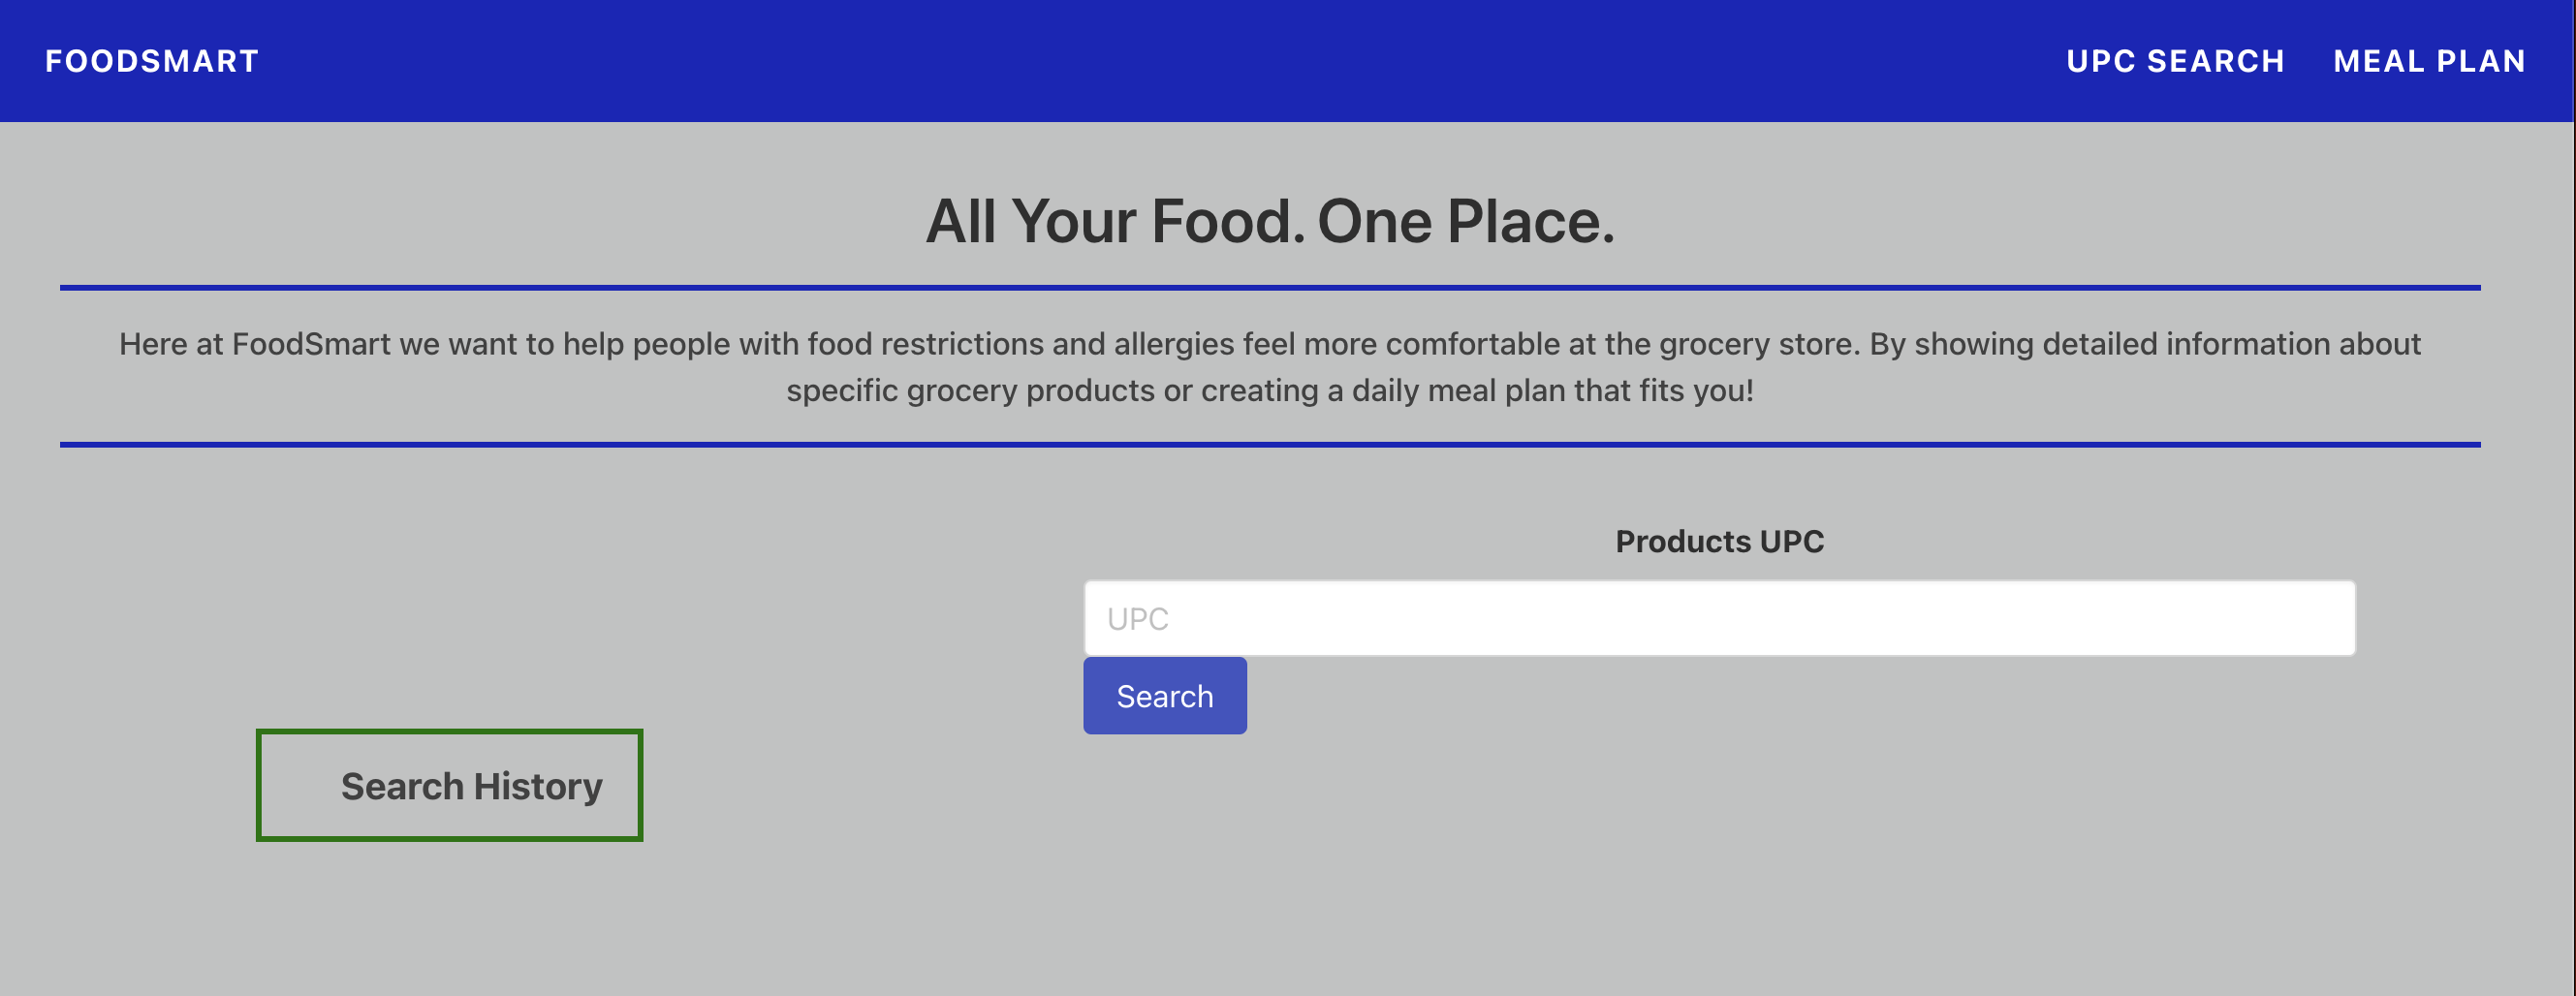 FOODSMART
UPC SEARCH
MEAL PLAN
All Your Food. One Place.
Here at FoodSmart we want to help people with food restrictions and allergies feel more comfortable at the grocery store. By showing detailed information about
specific grocery products or creating a daily meal plan that fits you!
Products UPC
UPC
Search
Search History